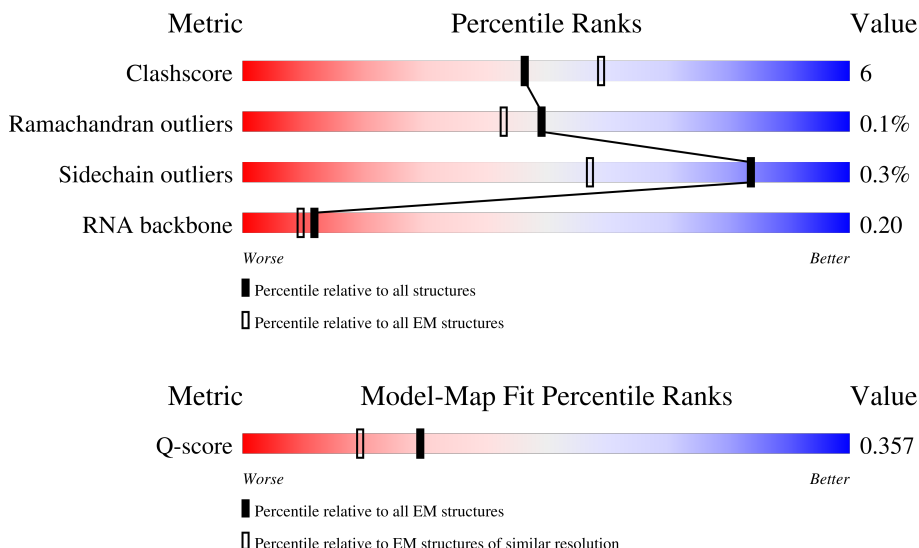 Metric Percentile Ranks Value
Clashscore 6
Ramachandran outliers 0.1%
Sidechain outliers 0.3%
RNA backbone 0.20
Worse Better
Percentile relative to all structures
Percentile relative to all EM structures
Metric Model-Map Fit Percentile Ranks Value
Q-score 0.357
Worse Better
Percentile relative to all EM structures
Percentile relative to EM structures of similar resolution